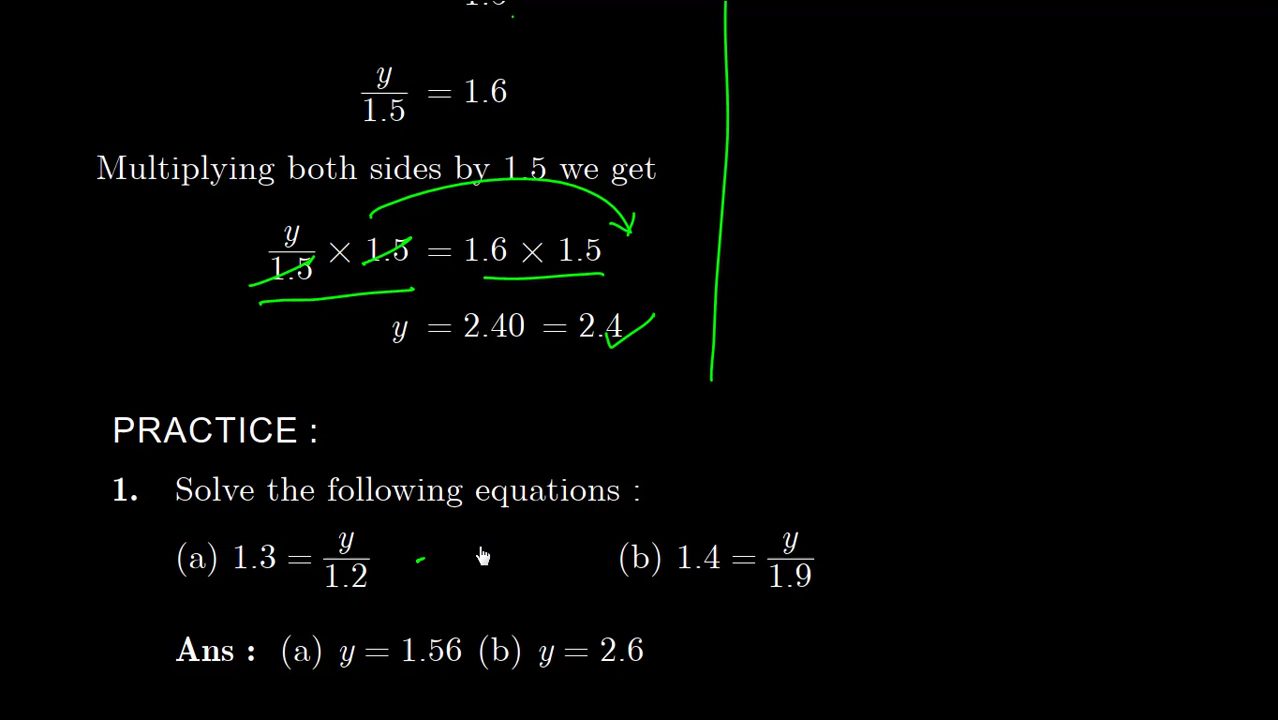 y/1.5 = 1.6
Multiplying both sides by 1.5 we get
y/1.5 × 1.5 = 1.6 × 1.5
y = 2.40 = 2.4
PRACTICE :
1. Solve the following equations :
(a) 1.3 = y/1.2 (b) 1.4 = y/1.9
Ans : (a) y = 1.56 (b) y = 2.6